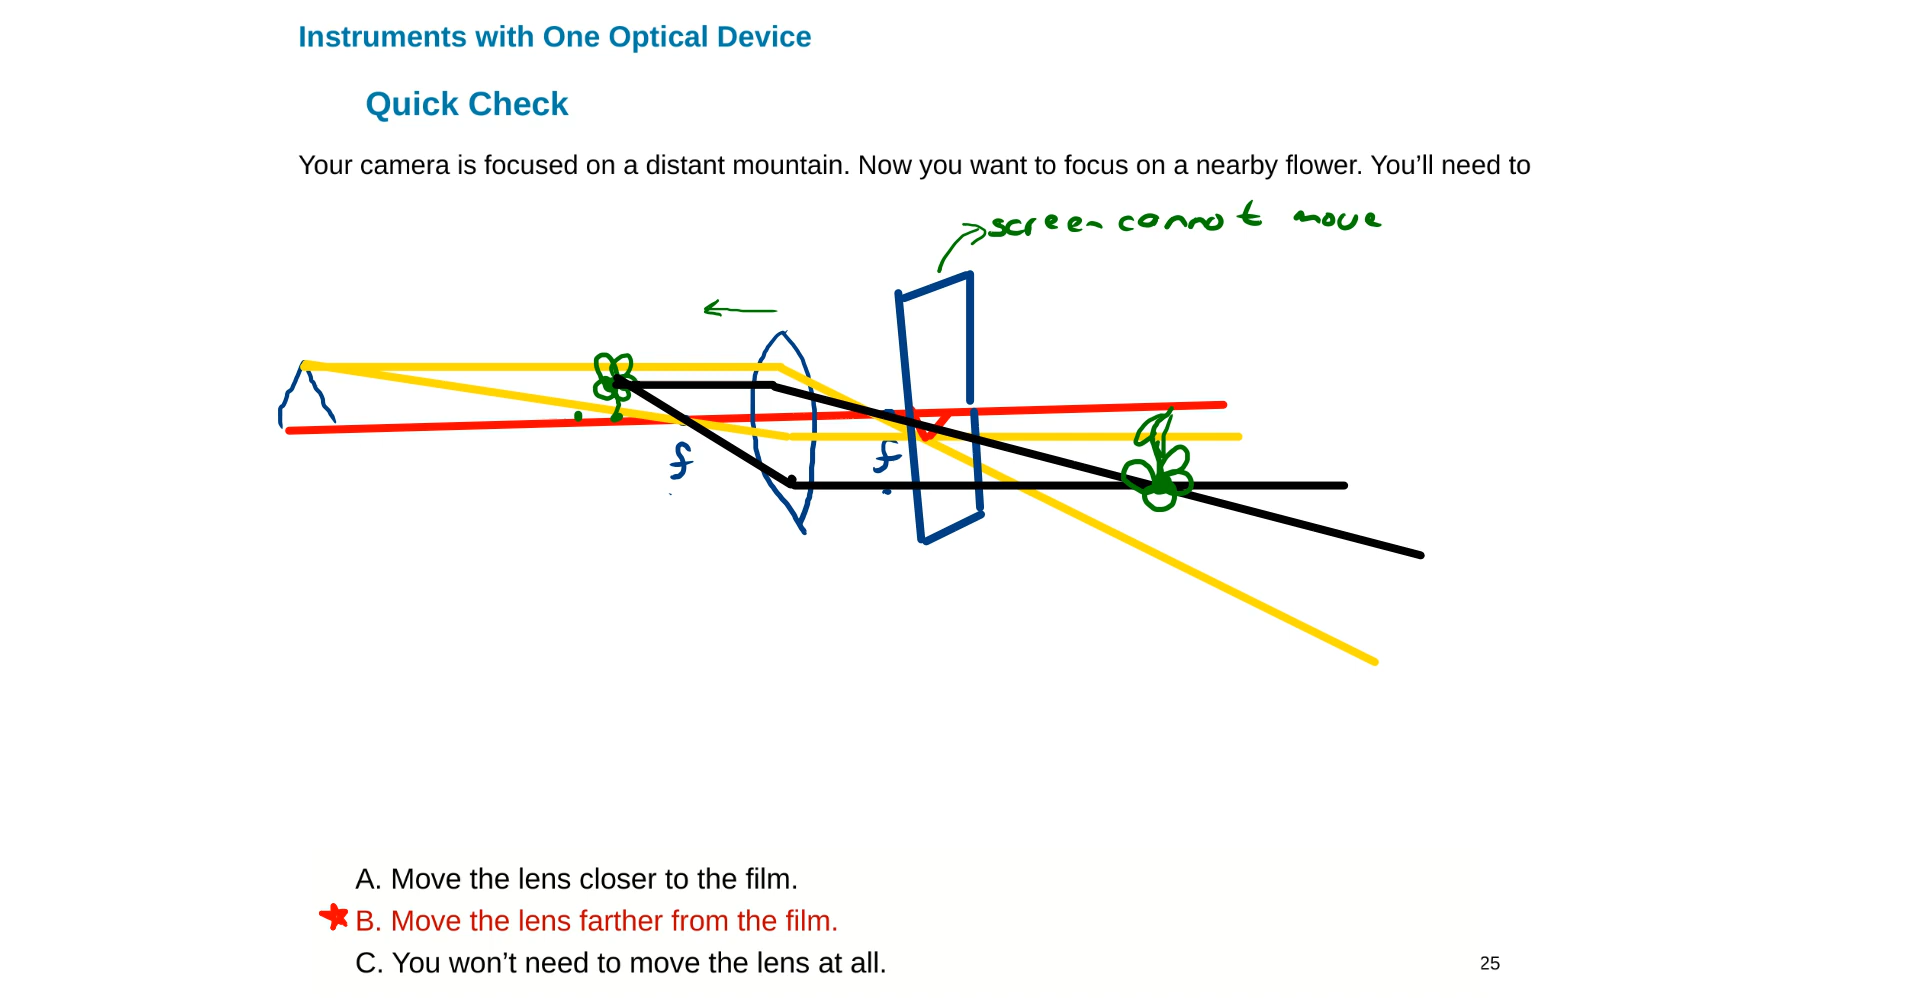 Instruments with One Optical Device
Quick Check
Your camera is focused on a distant mountain. Now you want to focus on a nearby flower. You’ll need to
screen cannot move
f
f
A. Move the lens closer to the film.
B. Move the lens farther from the film.
C. You won’t need to move the lens at all.
25